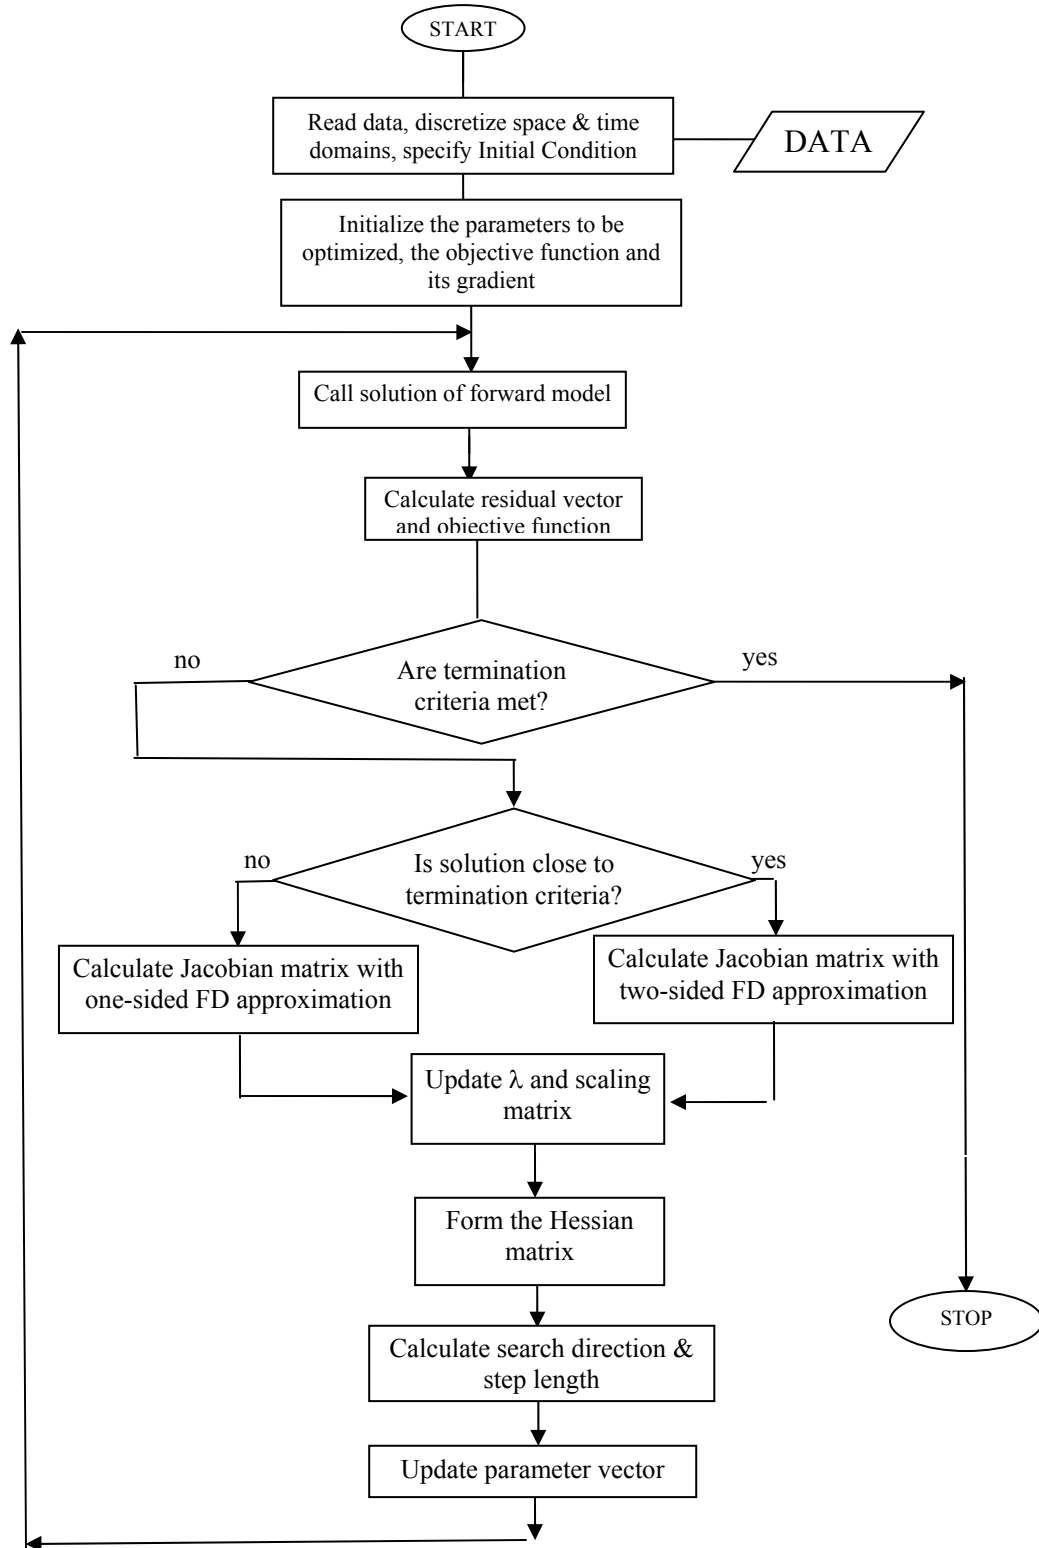 START
Read data, discretize space & time
domains, specify Initial Condition
DATA
Initialize the parameters to be
optimized, the objective function and
its gradient
Call solution of forward model
Calculate residual vector
and objective function
no
Are termination
criteria met?
yes
no
Is solution close to
termination criteria?
yes
Calculate Jacobian matrix with
one-sided FD approximation
Calculate Jacobian matrix with
two-sided FD approximation
Update λ and scaling
matrix
Form the Hessian
matrix
STOP
Calculate search direction &
step length
Update parameter vector